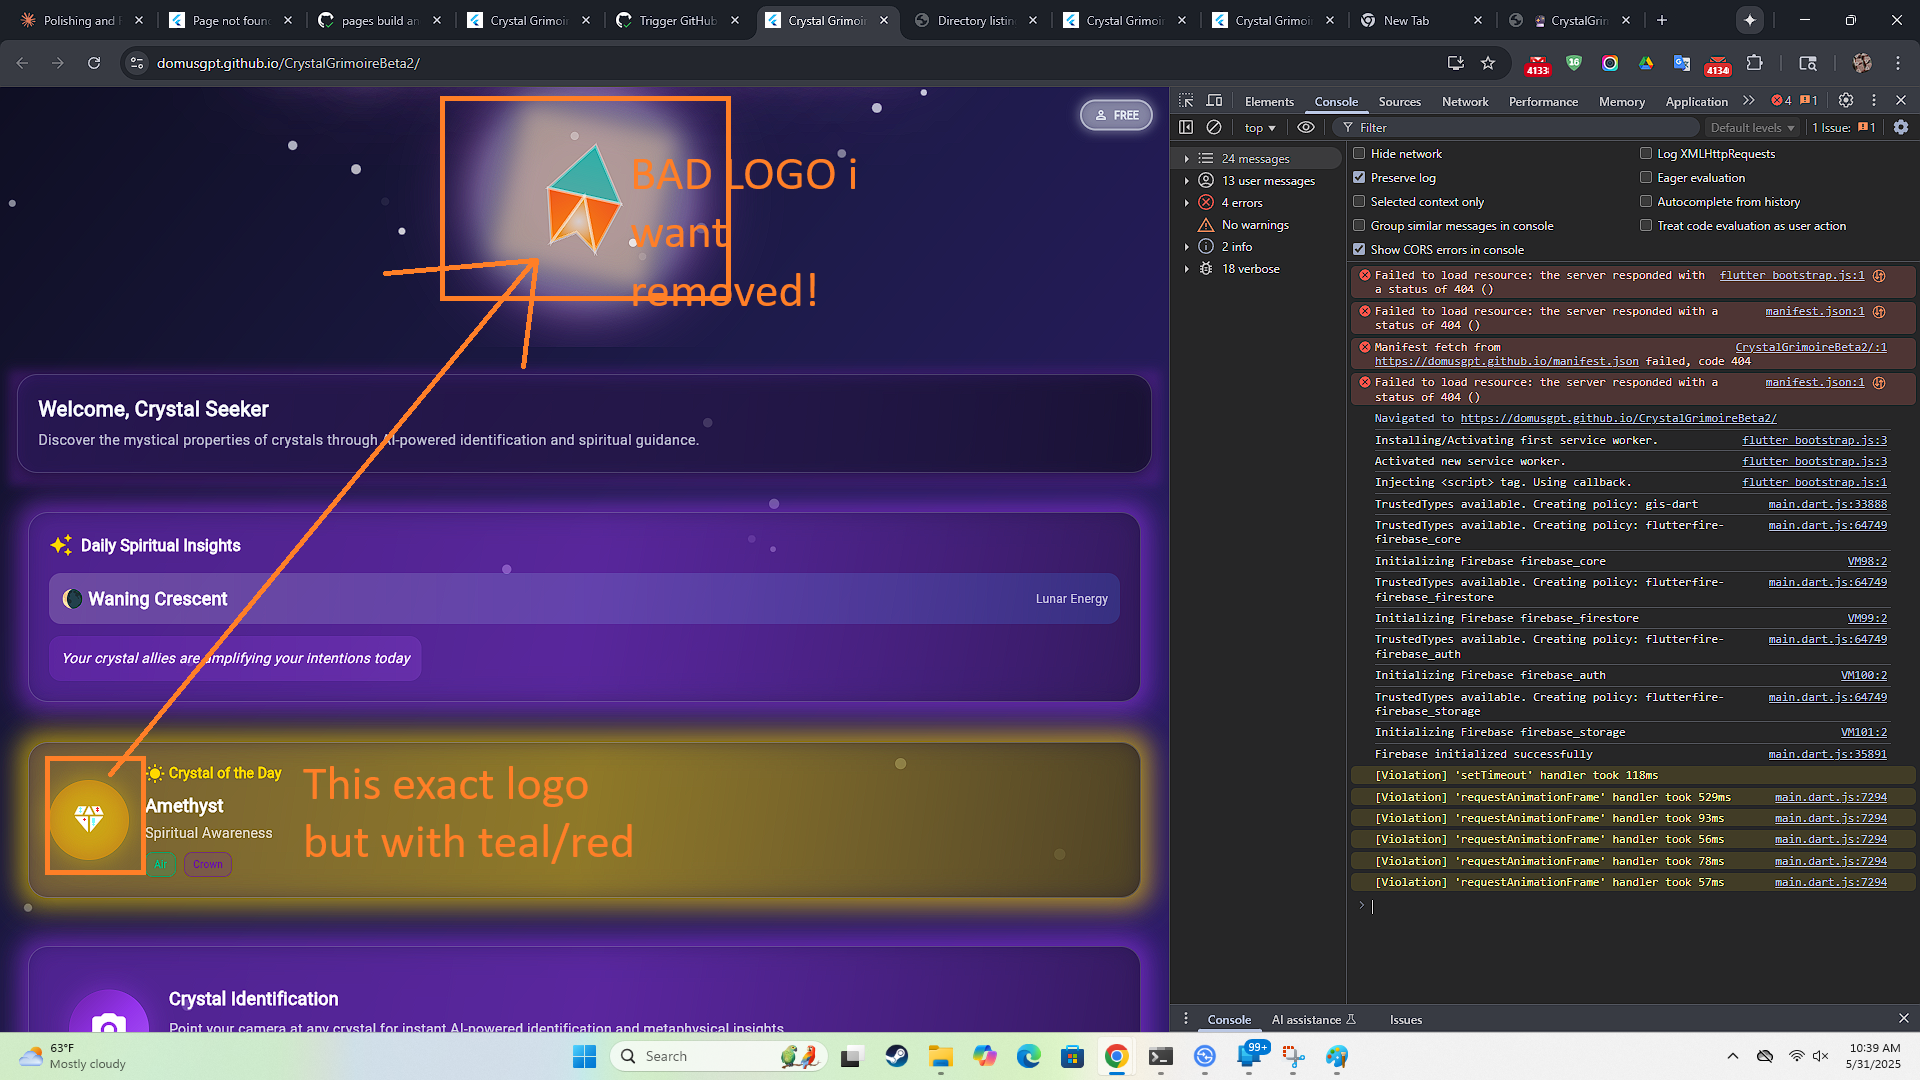 Polishing and F
Page not foun
pages build an
Crystal Grimoi
Trigger GitHub
Crystal Grimoi
Directory listin
Crystal Grimoi
Crystal Grimoi
New Tab
CrystalGrim
domusgpt.github.io/CrystalGrimoireBeta2/
4133
16
4134
FREE
BAD LOGO i
want
removed!
Welcome, Crystal Seeker
Discover the mystical properties of crystals through AI-powered identification and spiritual guidance.
Daily Spiritual Insights
Waning Crescent
Lunar Energy
Your crystal allies are amplifying your intentions today
Crystal of the Day
Amethyst
Spiritual Awareness
Air
Crown
This exact logo
but with teal/red
Crystal Identification
Point your camera at any crystal for instant AI-powered identification and metaphysical insights
Elements
Console
Sources
Network
Performance
Memory
Application
4
1
top
Filter
Default levels
1 Issue:
1
24 messages
13 user messages
4 errors
No warnings
2 info
18 verbose
Hide network
Log XMLHttpRequests
Preserve log
Eager evaluation
Selected context only
Autocomplete from history
Group similar messages in console
Treat code evaluation as user action
Show CORS errors in console
Failed to load resource: the server responded with flutter_bootstrap.js:1
a status of 404 ()
Failed to load resource: the server responded with a manifest.json:1
status of 404 ()
Manifest fetch from CrystalGrimoireBeta2/:1
https://domusgpt.github.io/manifest.json failed, code 404
Failed to load resource: the server responded with a manifest.json:1
status of 404 ()
Navigated to https://domusgpt.github.io/CrystalGrimoireBeta2/
Installing/Activating first service worker. flutter_bootstrap.js:3
Activated new service worker. flutter_bootstrap.js:3
Injecting <script> tag. Using callback. flutter_bootstrap.js:1
TrustedTypes available. Creating policy: gis-dart main.dart.js:33888
TrustedTypes available. Creating policy: flutterfire- main.dart.js:64749
firebase_core
Initializing Firebase firebase_core VM98:2
TrustedTypes available. Creating policy: flutterfire- main.dart.js:64749
firebase_firestore
Initializing Firebase firebase_firestore VM99:2
TrustedTypes available. Creating policy: flutterfire- main.dart.js:64749
firebase_auth
Initializing Firebase firebase_auth VM100:2
TrustedTypes available. Creating policy: flutterfire- main.dart.js:64749
firebase_storage
Initializing Firebase firebase_storage VM101:2
Firebase initialized successfully main.dart.js:35891
[Violation] 'setTimeout' handler took 118ms
[Violation] 'requestAnimationFrame' handler took 529ms main.dart.js:7294
[Violation] 'requestAnimationFrame' handler took 93ms main.dart.js:7294
[Violation] 'requestAnimationFrame' handler took 56ms main.dart.js:7294
[Violation] 'requestAnimationFrame' handler took 78ms main.dart.js:7294
[Violation] 'requestAnimationFrame' handler took 57ms main.dart.js:7294
Console
AI assistance
Issues
63°F
Mostly cloudy
Search
99+
10:39 AM
5/31/2025